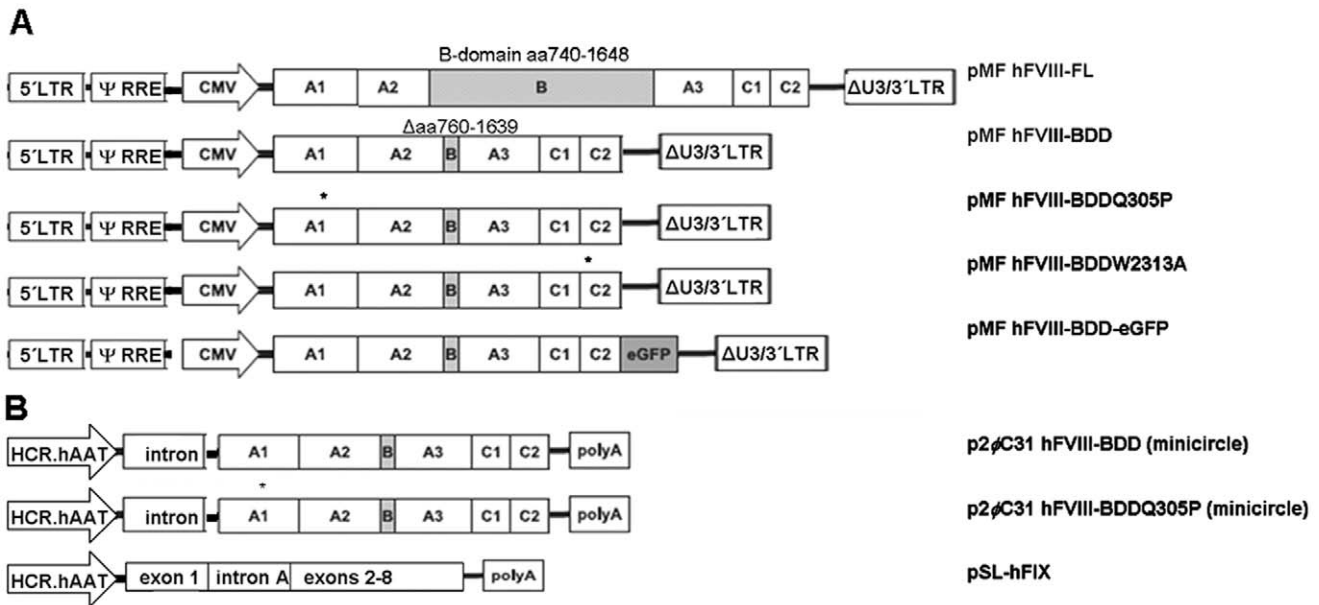 A
B-domain aa740-1648
5´LTR Ψ RRE CMV A1 A2 B A3 C1 C2 ΔU3/3´LTR pMF hFVIII-FL
Δaa760-1639
5´LTR Ψ RRE CMV A1 A2 B A3 C1 C2 ΔU3/3´LTR pMF hFVIII-BDD
*
5´LTR Ψ RRE CMV A1 A2 B A3 C1 C2 ΔU3/3´LTR pMF hFVIII-BDDQ305P
*
5´LTR Ψ RRE CMV A1 A2 B A3 C1 C2 ΔU3/3´LTR pMF hFVIII-BDDW2313A
5´LTR Ψ RRE CMV A1 A2 B A3 C1 C2 eGFP ΔU3/3´LTR pMF hFVIII-BDD-eGFP
B
HCR.hAAT intron A1 A2 B A3 C1 C2 polyA p2ϕC31 hFVIII-BDD (minicircle)
*
HCR.hAAT intron A1 A2 B A3 C1 C2 polyA p2ϕC31 hFVIII-BDDQ305P (minicircle)
HCR.hAAT exon 1 intron A exons 2-8 polyA pSL-hFIX